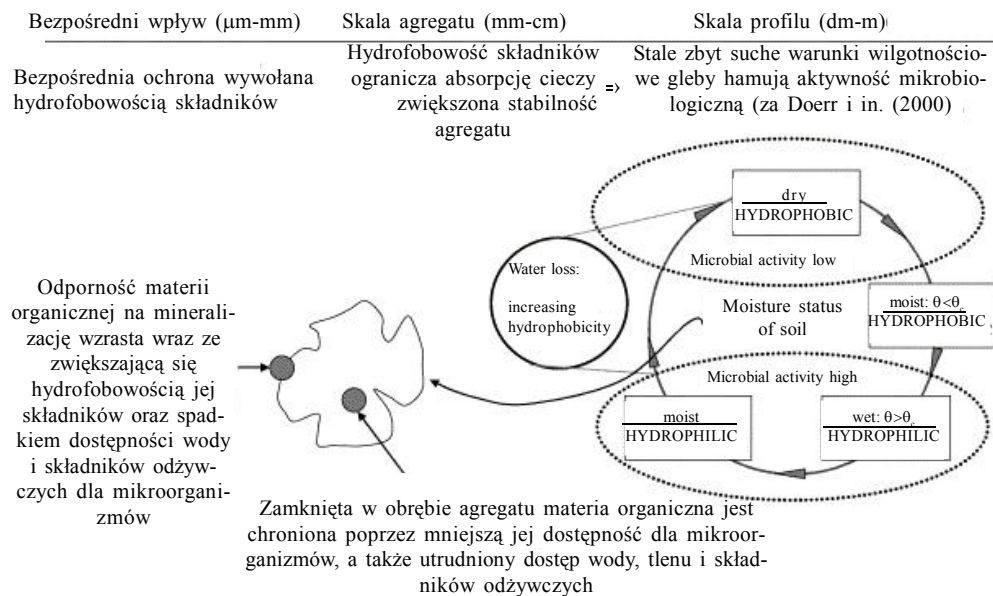 Bezpośredni wpływ (μm-mm)
Skala agregatu (mm-cm)
Skala profilu (dm-m)
Bezpośrednia ochrona wywołana
hydrofobowością składników
Hydrofobowość składników
ogranicza absorpcję cieczy
zwiększona stabilność
agregatu
=>
Stale zbyt suche warunki wilgotnościo-
we gleby hamują aktywność mikrobio-
logiczną (za Doerr i in. (2000)
dry
HYDROPHOBIC
Microbial activity low
Water loss:
increasing
hydrophobicity
Moisture status
of soil
moist: θ<θc
HYDROPHOBIC
Microbial activity high
moist
HYDROPHILIC
wet: θ>θc
HYDROPHILIC
Odporność materii
organicznej na minerali-
zację wzrasta wraz ze
zwiększającą się
hydrofobowością jej
składników oraz spad-
kiem dostępności wody
i składników odżyw-
czych dla mikroorgani-
zmów
Zamknięta w obrębie agregatu materia organiczna jest
chroniona poprzez mniejszą jej dostępność dla mikroor-
ganizmów, a także utrudniony dostęp wody, tlenu i skład-
ników odżywczych